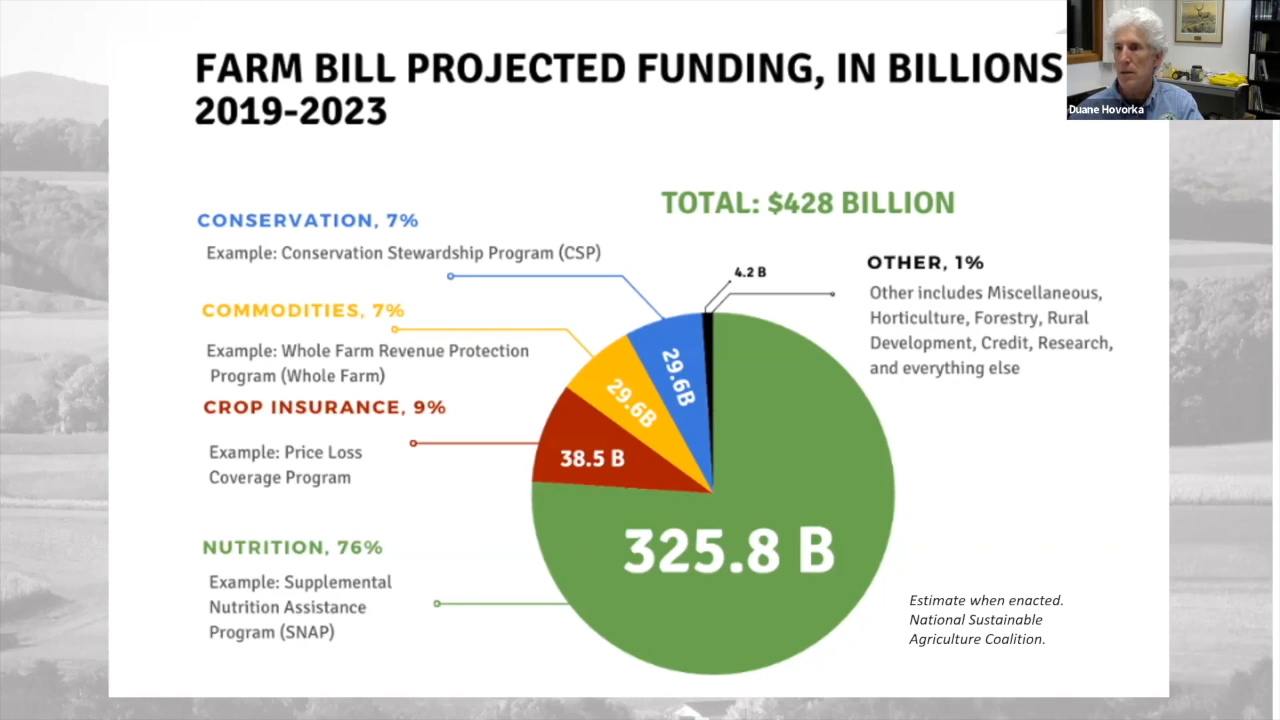 FARM BILL PROJECTED FUNDING, IN BILLIONS
2019-2023
Duane Hovorka
TOTAL: $428 BILLION
CONSERVATION, 7%
Example: Conservation Stewardship Program (CSP)
COMMODITIES, 7%
Example: Whole Farm Revenue Protection
Program (Whole Farm)
CROP INSURANCE, 9%
Example: Price Loss
Coverage Program
NUTRITION, 76%
Example: Supplemental
Nutrition Assistance
Program (SNAP)
4.2 B
29.6B
29.6B
38.5 B
325.8 B
OTHER, 1%
Other includes Miscellaneous,
Horticulture, Forestry, Rural
Development, Credit, Research,
and everything else
Estimate when enacted.
National Sustainable
Agriculture Coalition.